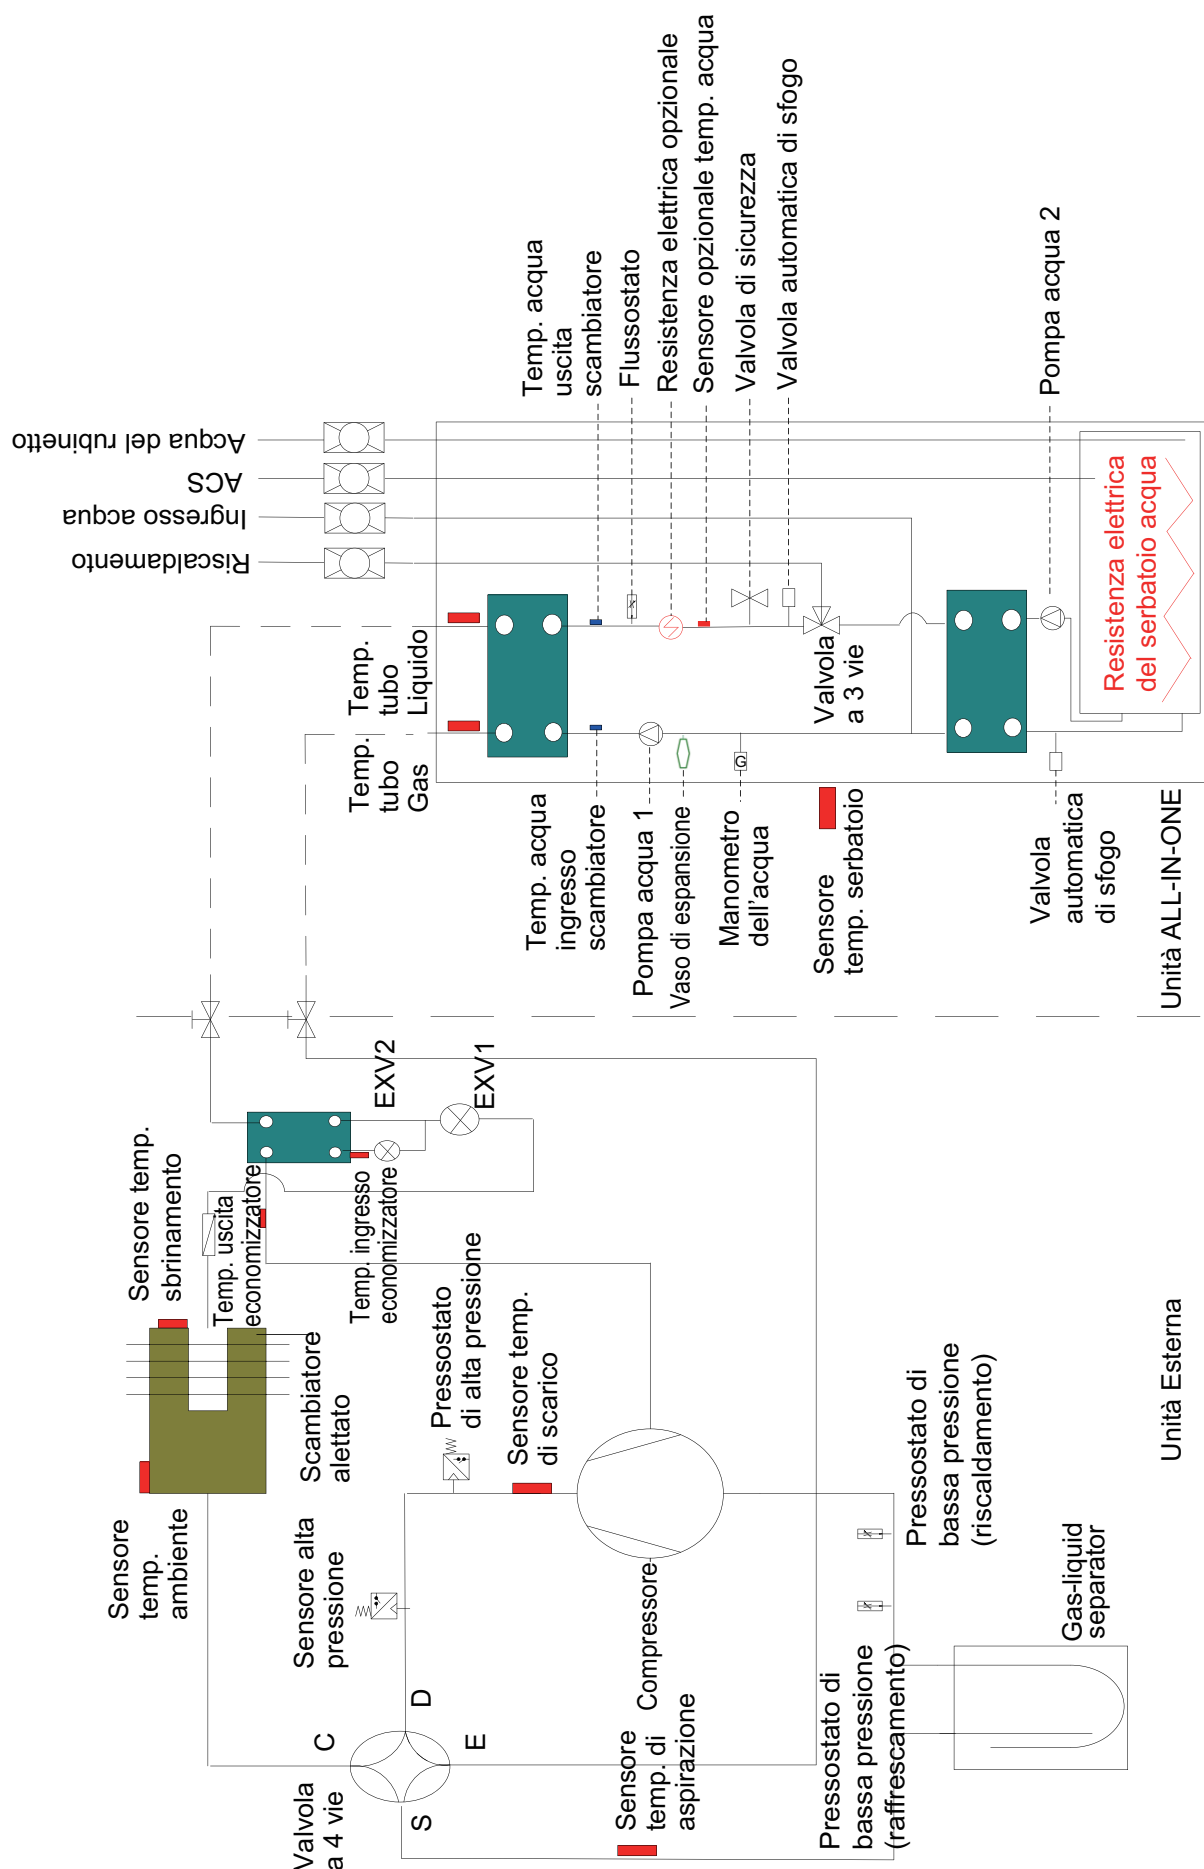 Acqua del rubinetto
ACS
Ingresso acqua
Riscaldamento
Temp. acqua
uscita
scambiatore
Flussostato
Resistenza elettrica opzionale
Sensore opzionale temp. acqua
Valvola di sicurezza
Valvola automatica di sfogo
Pompa acqua 2
Temp.
tubo
Liquido
Temp.
tubo
Gas
Valvola
a 3 vie
Resistenza elettrica
del serbatoio acqua
G
Temp. acqua
ingresso
scambiatore
Pompa acqua 1
Vaso di espansione
Manometro
dell'acqua
Sensore
temp. serbatoio
Valvola
automatica
di sfogo
Unità ALL-IN-ONE
EXV2
EXV1
Sensore temp.
sbrinamento
Temp. uscita
economizzatore
Temp. ingresso
economizzatore
Scambiatore
alettato
Pressostato
di alta pressione
Sensore temp.
di scarico
Pressostato di
bassa pressione
(riscaldamento)
Unità Esterna
Sensore
temp.
ambiente
Sensore alta
pressione
Compressore
Gas-liquid
separator
Valvola
a 4 vie
C
D
S
E
Sensore
temp. di
aspirazione
Pressostato di
bassa pressione
(raffrescamento)